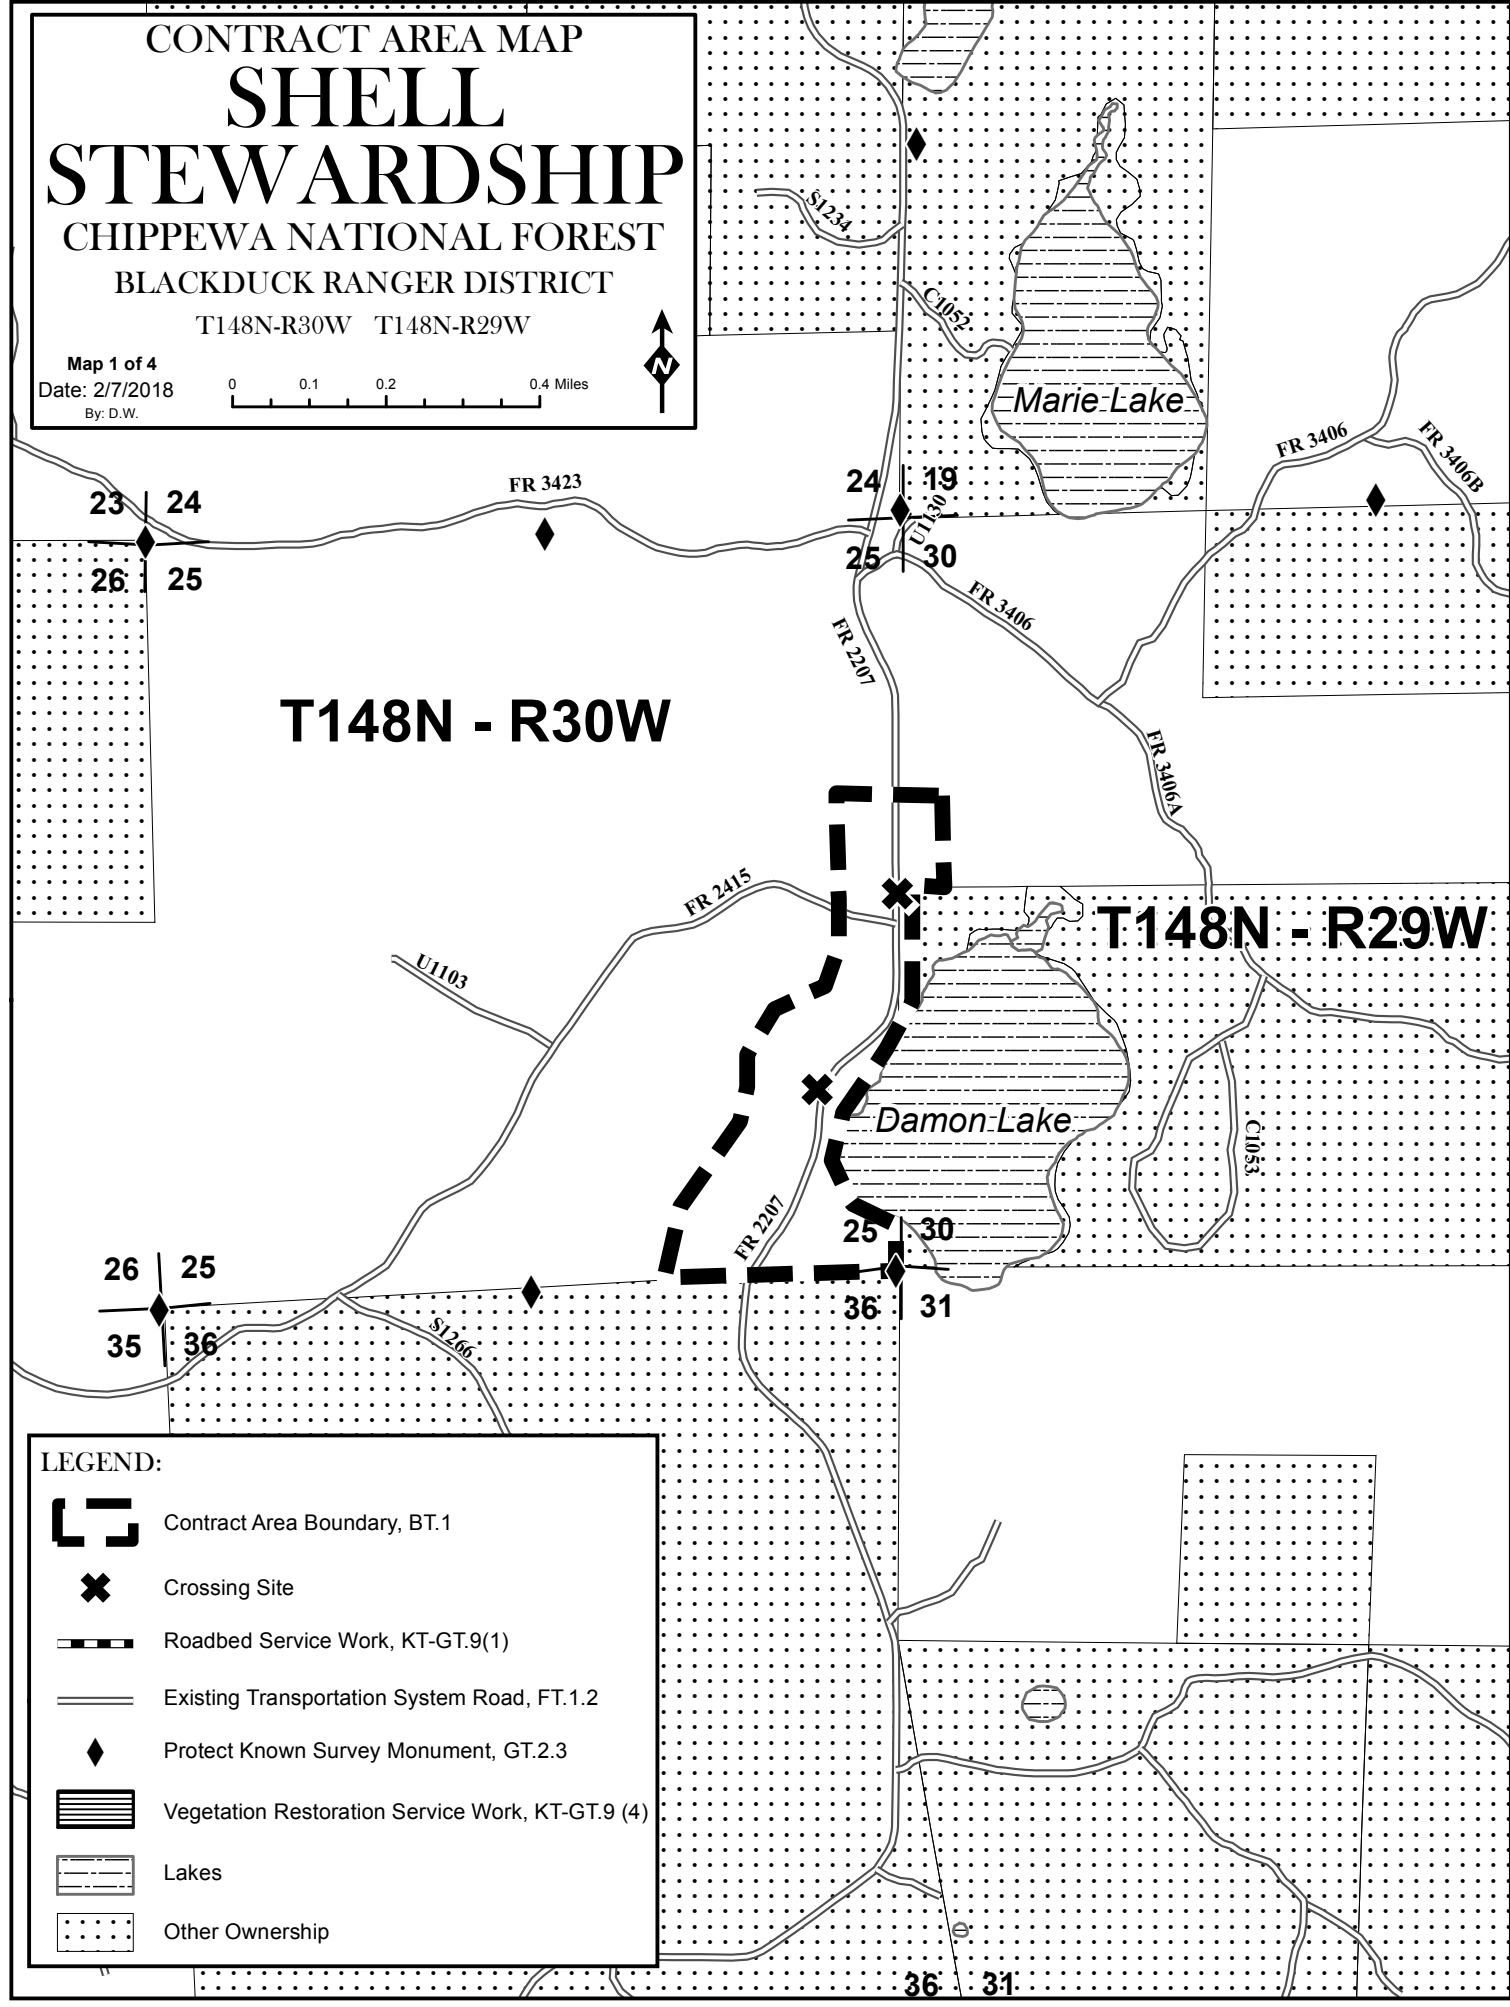 CONTRACT AREA MAP
SHELL
STEWARDSHIP
CHIPPEWA NATIONAL FOREST
BLACKDUCK RANGER DISTRICT
T148N-R30W T148N-R29W
Map 1 of 4
Date: 2/7/2018
By: D.W.
0 0.1 0.2 0.4 Miles
N
S1234
C1052
Marie Lake
FR 3406
FR 3406B
23 24
FR 3423
24 19
U1130
26 25
25 30
FR 3406
FR 2207
T148N - R30W
FR 3406A
FR 2415
T148N - R29W
U1103
Damon Lake
C1053
FR 2207
25 30
26 25
36 31
35 36
S1266
LEGEND:
Contract Area Boundary, BT.1
Crossing Site
Roadbed Service Work, KT-GT.9(1)
Existing Transportation System Road, FT.1.2
Protect Known Survey Monument, GT.2.3
Vegetation Restoration Service Work, KT-GT.9 (4)
Lakes
Other Ownership
36 31